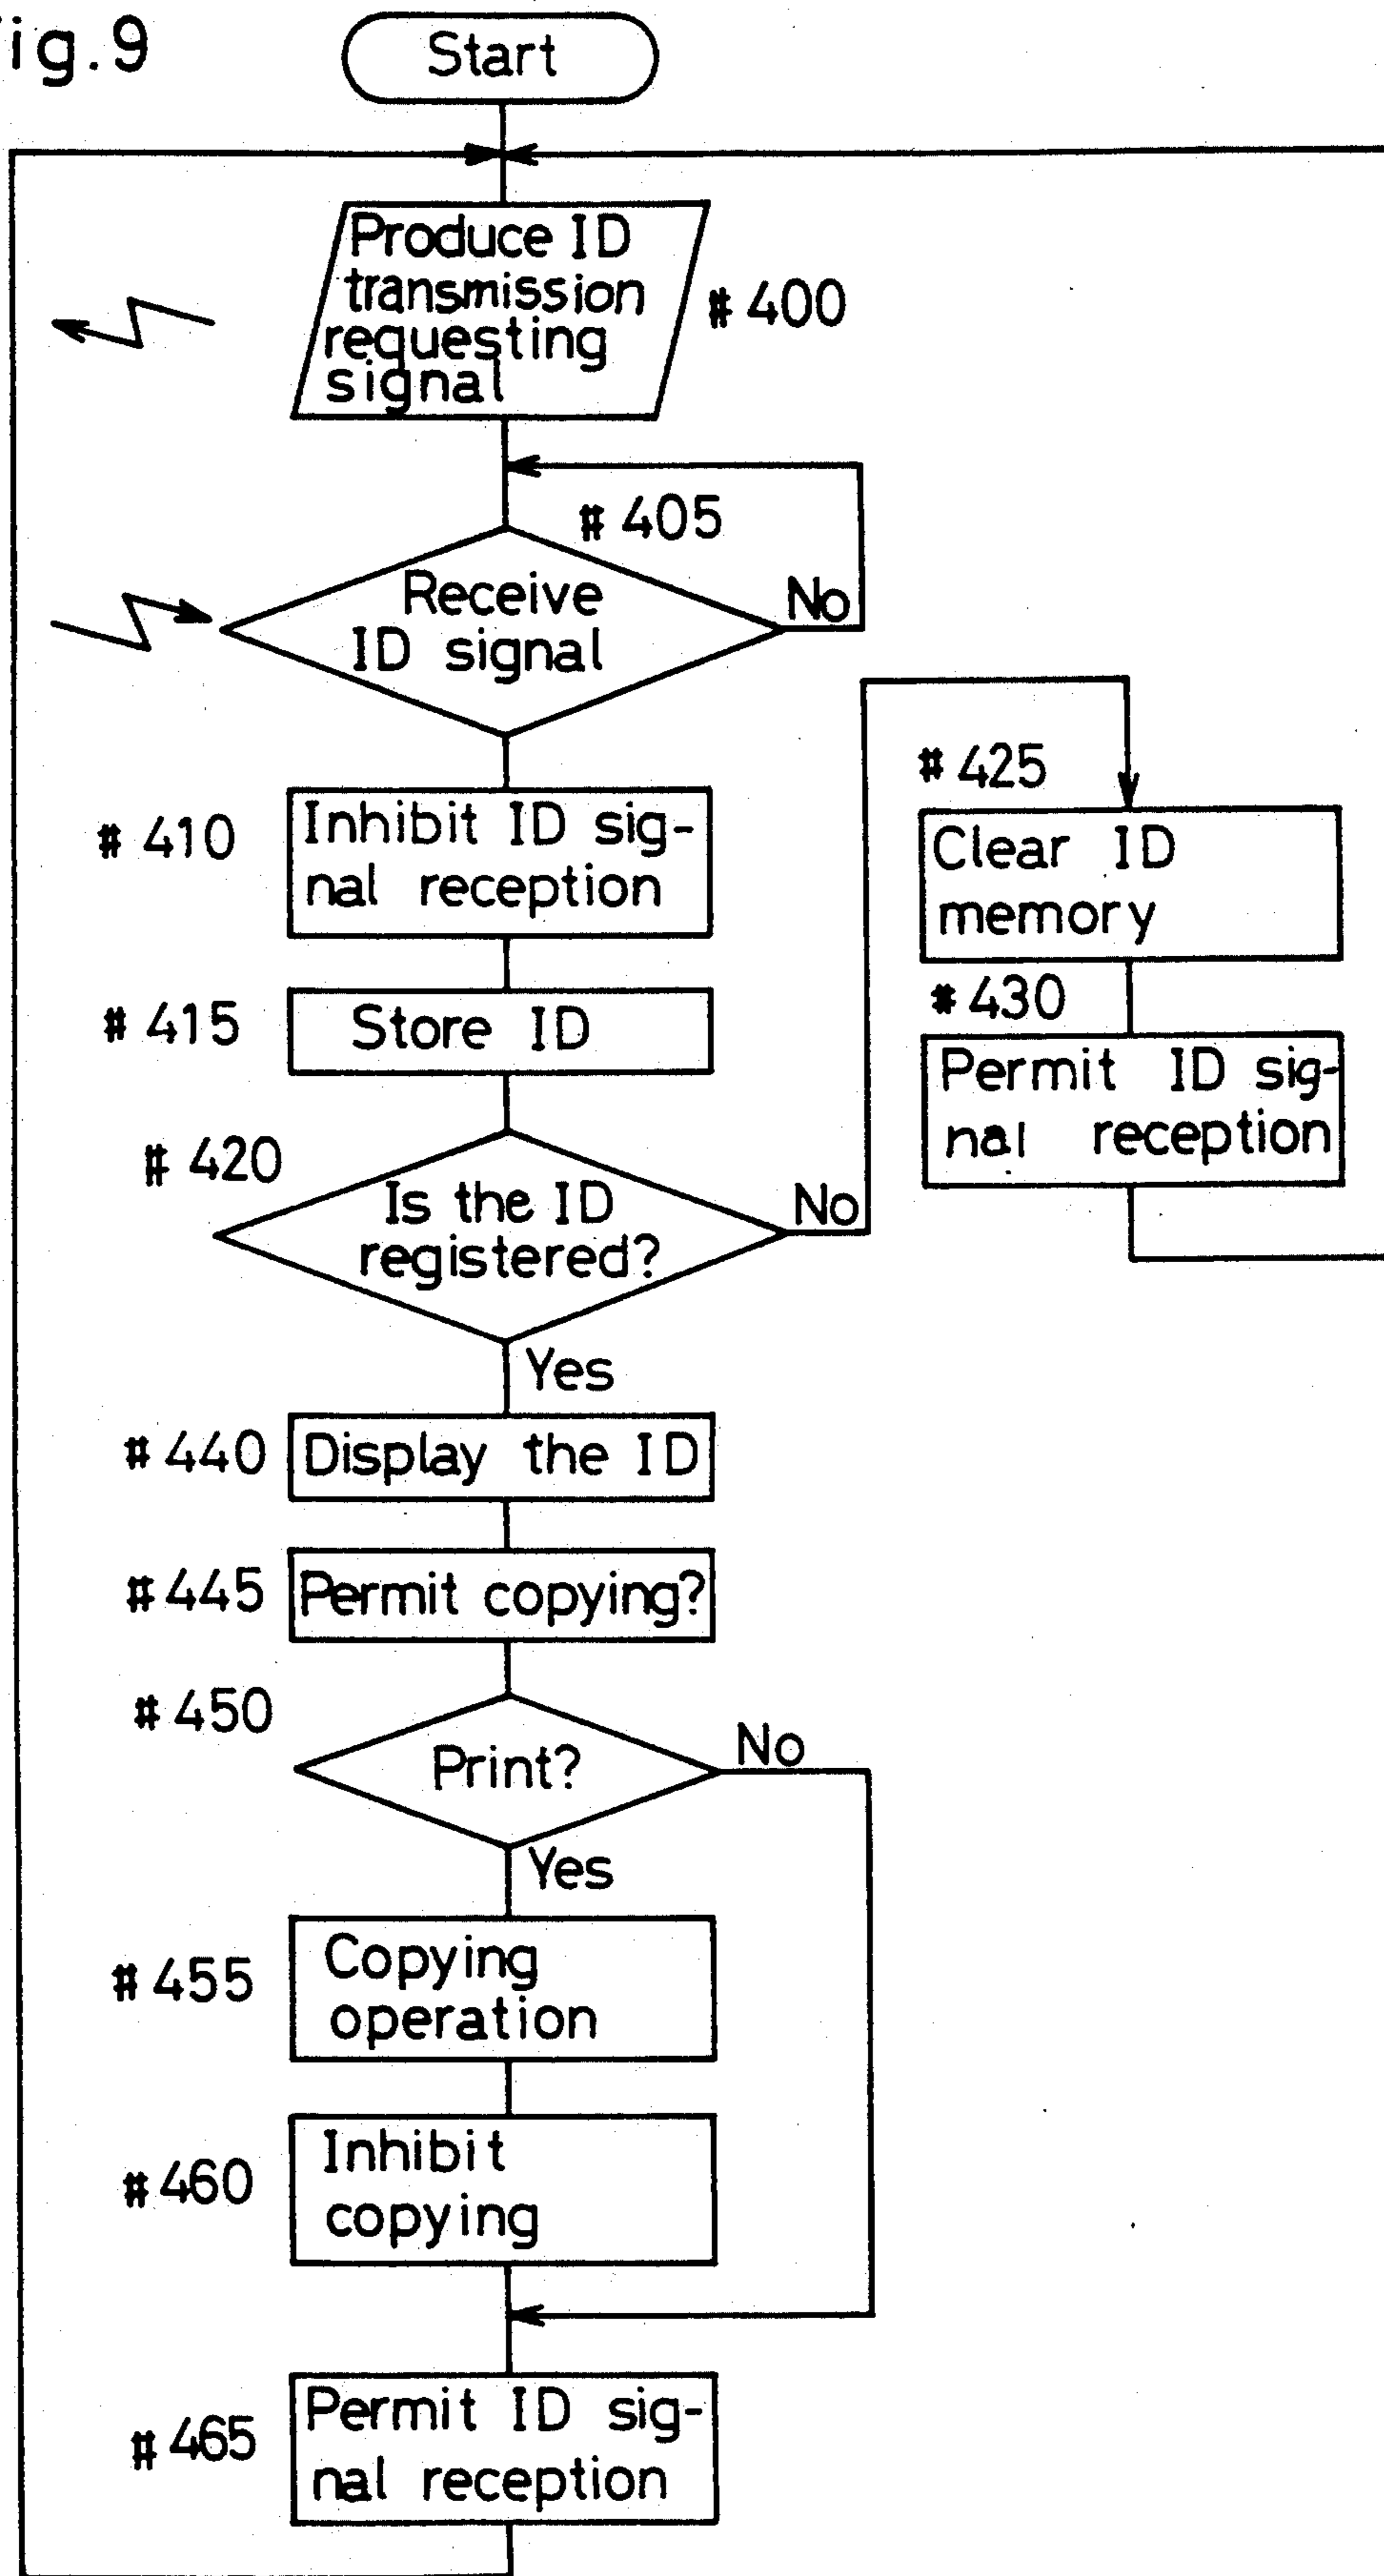 ig.9
Start
Produce ID
transmission
requesting
signal
#400
#405
Receive
ID signal
No
#410
Inhibit ID sig-
nal reception
#415
Store ID
#420
Is the ID
registered?
No
#425
Clear ID
memory
#430
Permit ID sig-
nal reception
Yes
#440
Display the ID
#445
Permit copying?
#450
Print?
No
Yes
#455
Copying
operation
#460
Inhibit
copying
#465
Permit ID sig-
nal reception